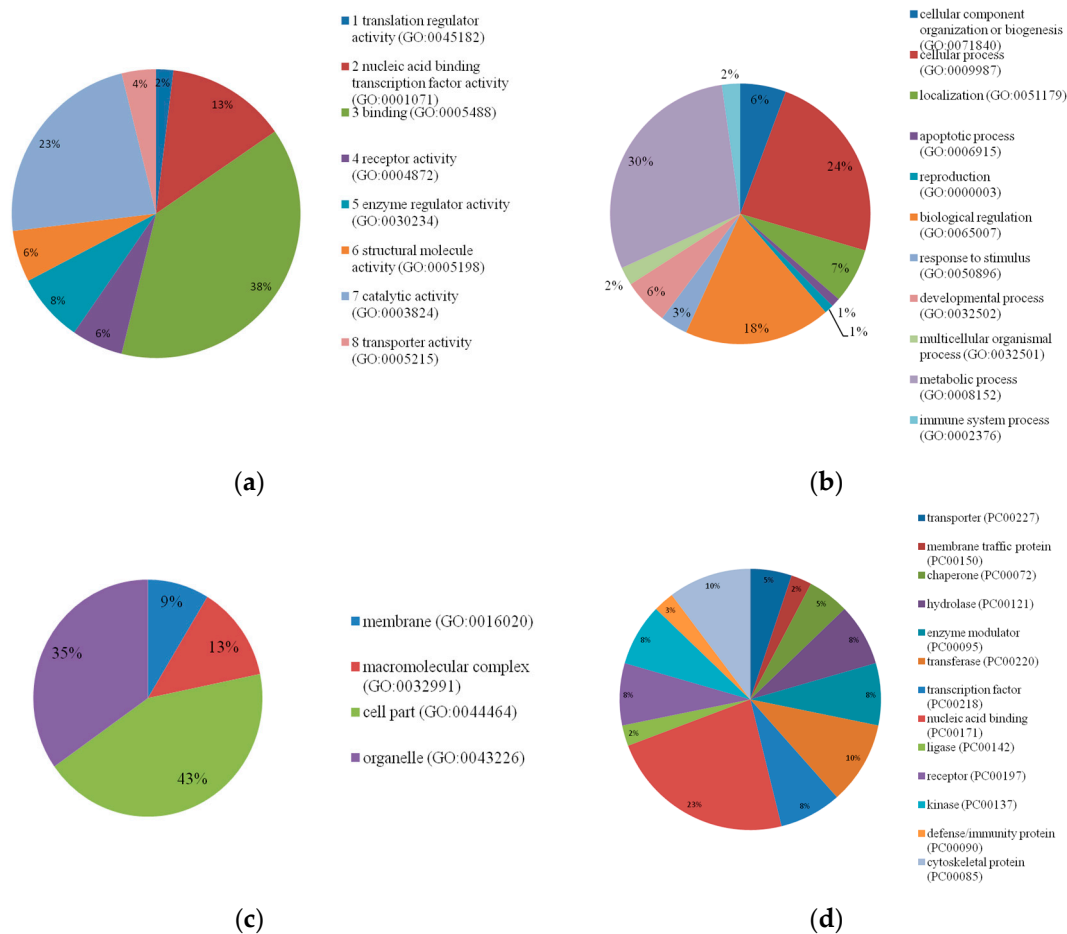 1 translation regulator
activity (GO:0045182)
2 nucleic acid binding
transcription factor activity
(GO:0001071)
3 binding (GO:0005488)
4 receptor activity
(GO:0004872)
5 enzyme regulator activity
(GO:0030234)
6 structural molecule
activity (GO:0005198)
7 catalytic activity
(GO:0003824)
8 transporter activity
(GO:0005215)
2%
13%
38%
6%
8%
6%
23%
4%
(a)
cellular component
organization or biogenesis
(GO:0071840)
cellular process
(GO:0009987)
localization (GO:0051179)
apoptotic process
(GO:0006915)
reproduction
(GO:0000003)
biological regulation
(GO:0065007)
response to stimulus
(GO:0050896)
developmental process
(GO:0032502)
multicellular organismal
process (GO:0032501)
metabolic process
(GO:0008152)
immune system process
(GO:0002376)
6%
24%
7%
1%
1%
18%
3%
6%
2%
30%
2%
(b)
membrane (GO:0016020)
macromolecular complex
(GO:0032991)
cell part (GO:0044464)
organelle (GO:0043226)
9%
13%
43%
35%
(c)
transporter (PC00227)
membrane traffic protein
(PC00150)
chaperone (PC00072)
hydrolase (PC00121)
enzyme modulator
(PC00095)
transferase (PC00220)
transcription factor
(PC00218)
nucleic acid binding
(PC00171)
ligase (PC00142)
receptor (PC00197)
kinase (PC00137)
defense/immunity protein
(PC00090)
cytoskeletal protein
(PC00085)
5%
2%
5%
8%
8%
10%
8%
23%
2%
8%
8%
3%
10%
(d)